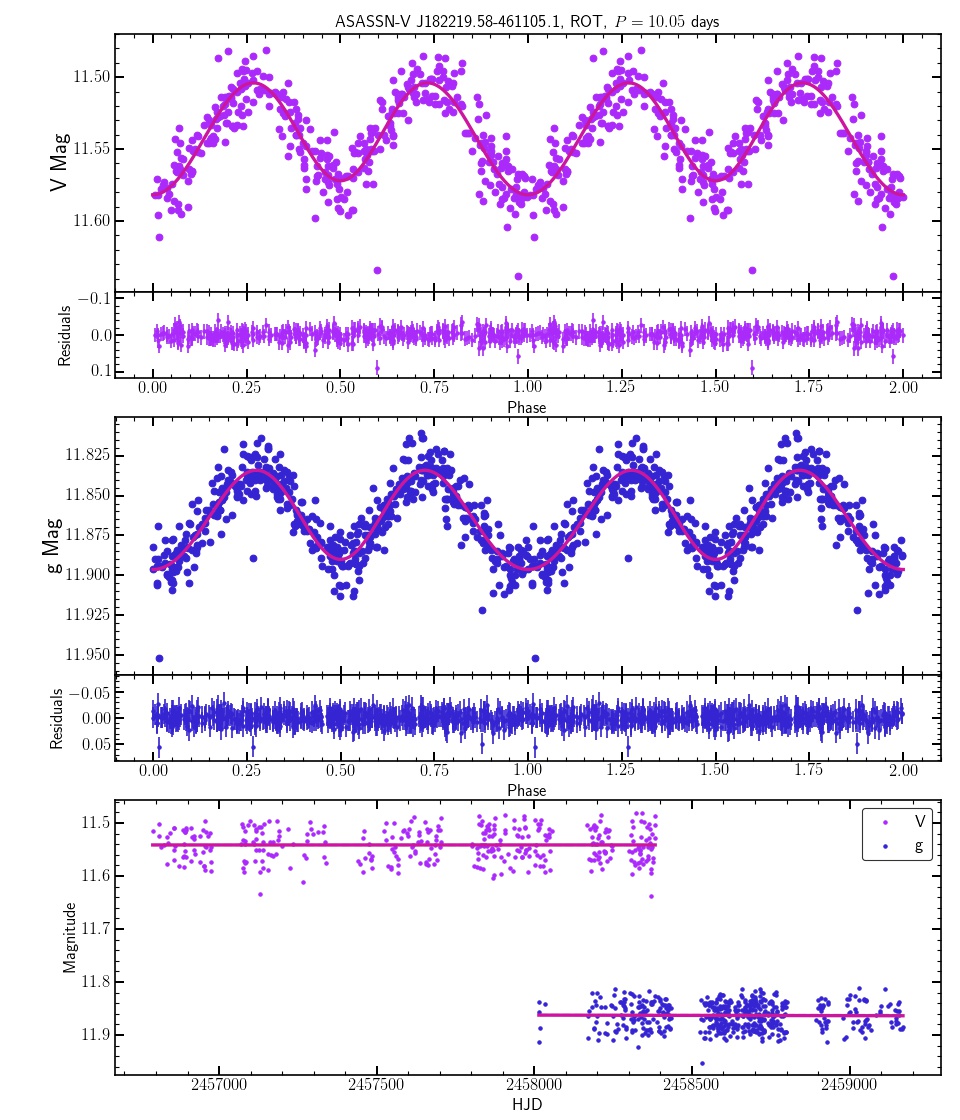 ASASSN-V J182219.58-461105.1, ROT, P = 10.05 days
V Mag
11.50
11.55
11.60
Residuals
−0.1
0.0
0.1
0.00 0.25 0.50 0.75 1.00 1.25 1.50 1.75 2.00
Phase
g Mag
11.825
11.850
11.875
11.900
11.925
11.950
Residuals
−0.05
0.00
0.05
0.00 0.25 0.50 0.75 1.00 1.25 1.50 1.75 2.00
Phase
Magnitude
11.5
11.6
11.7
11.8
11.9
V
g
2457000 2457500 2458000 2458500 2459000
HJD